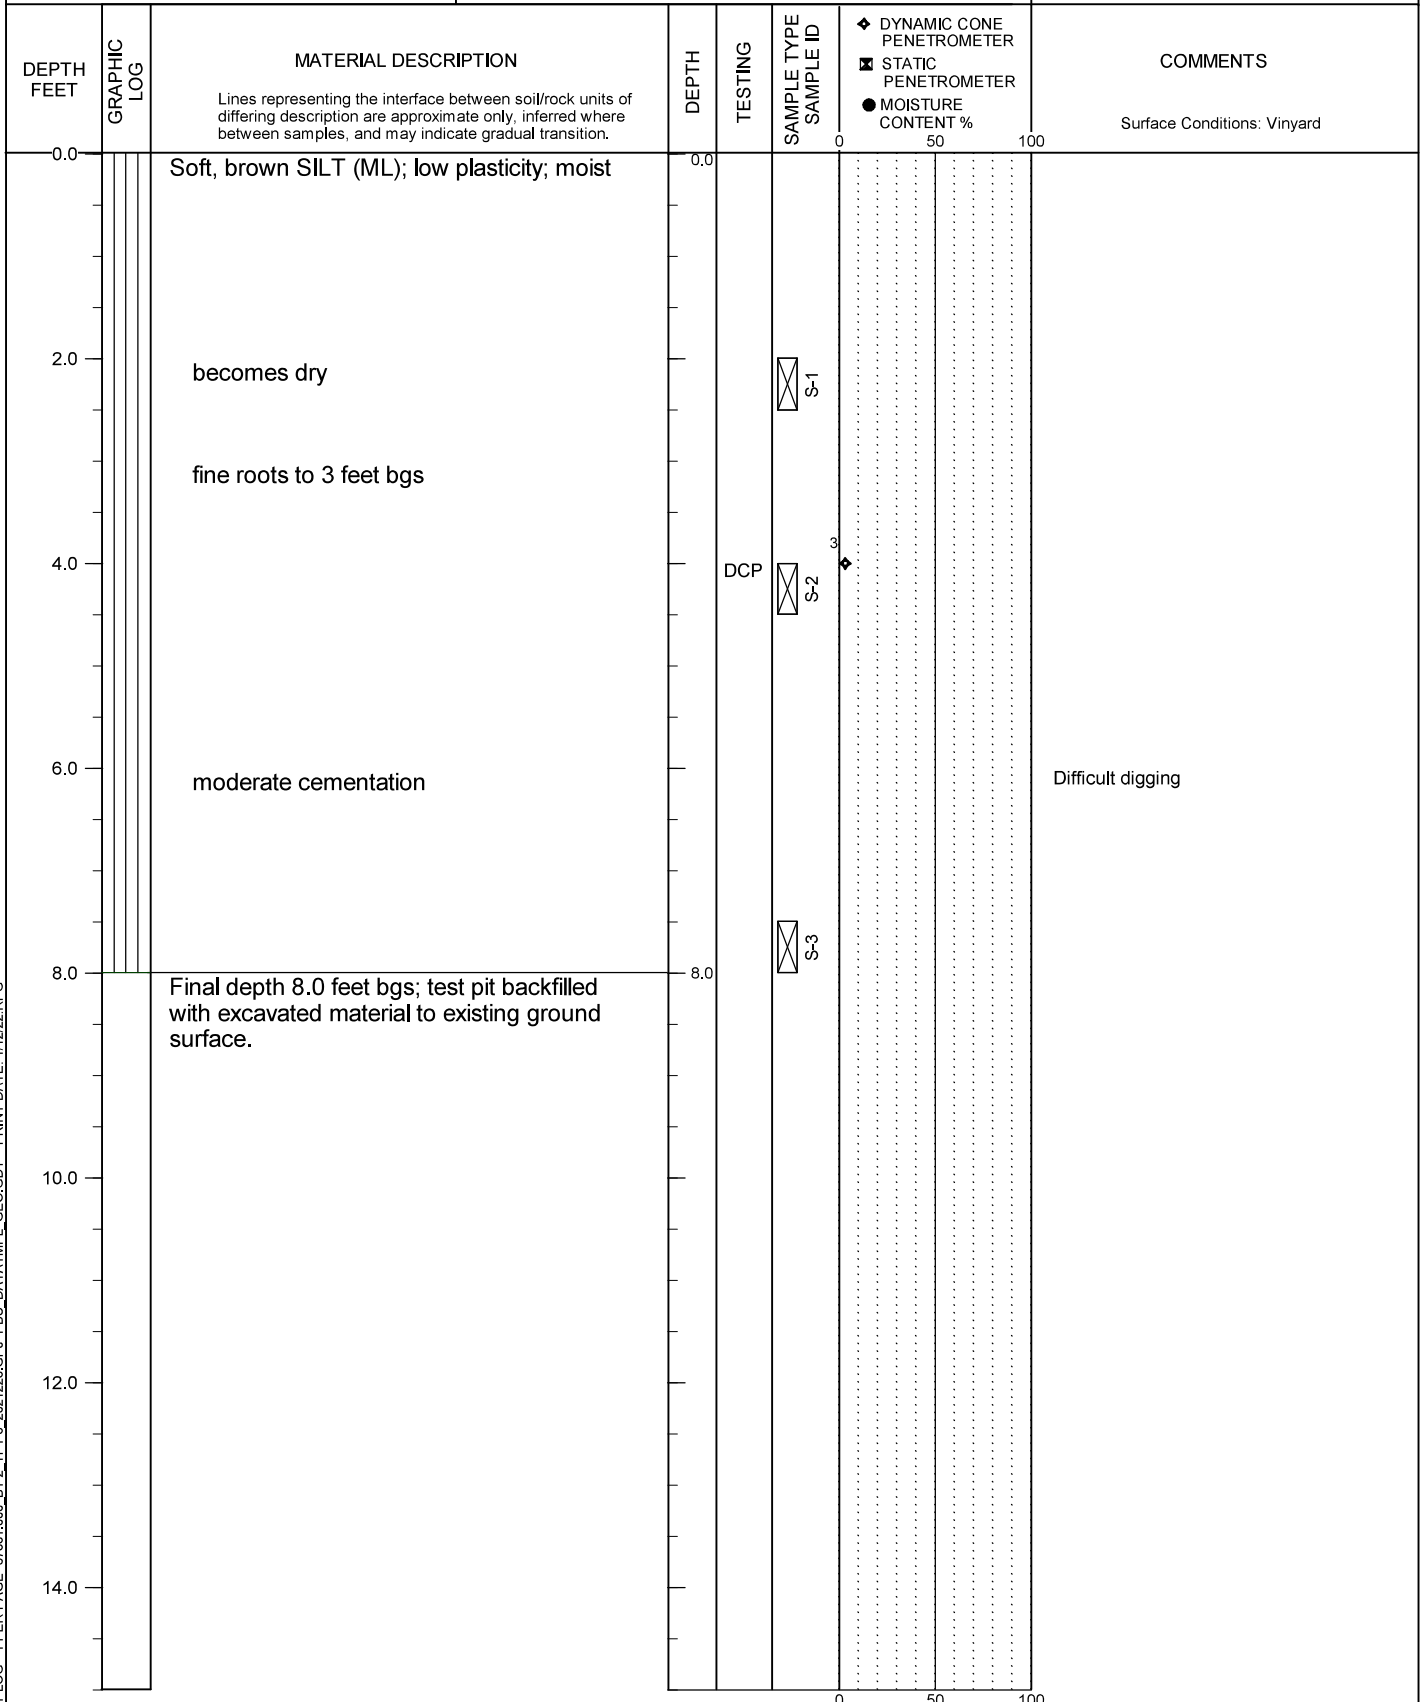 DEPTH
FEET
GRAPHIC
LOG
MATERIAL DESCRIPTION
Lines representing the interface between soil/rock units of
differing description are approximate only, inferred where
between samples, and may indicate gradual transition.
DEPTH
TESTING
SAMPLE TYPE
SAMPLE ID
DYNAMIC CONE
PENETROMETER
STATIC
PENETROMETER
MOISTURE
CONTENT %
0 50 100
COMMENTS
Surface Conditions: Vinyard
0.0
Soft, brown SILT (ML); low plasticity; moist
0.0
2.0
becomes dry
S-1
fine roots to 3 feet bgs
3
4.0
DCP
S-2
6.0
moderate cementation
Difficult digging
S-3
8.0
8.0
Final depth 8.0 feet bgs; test pit backfilled
with excavated material to existing ground
surface.
10.0
12.0
14.0
0 50 100